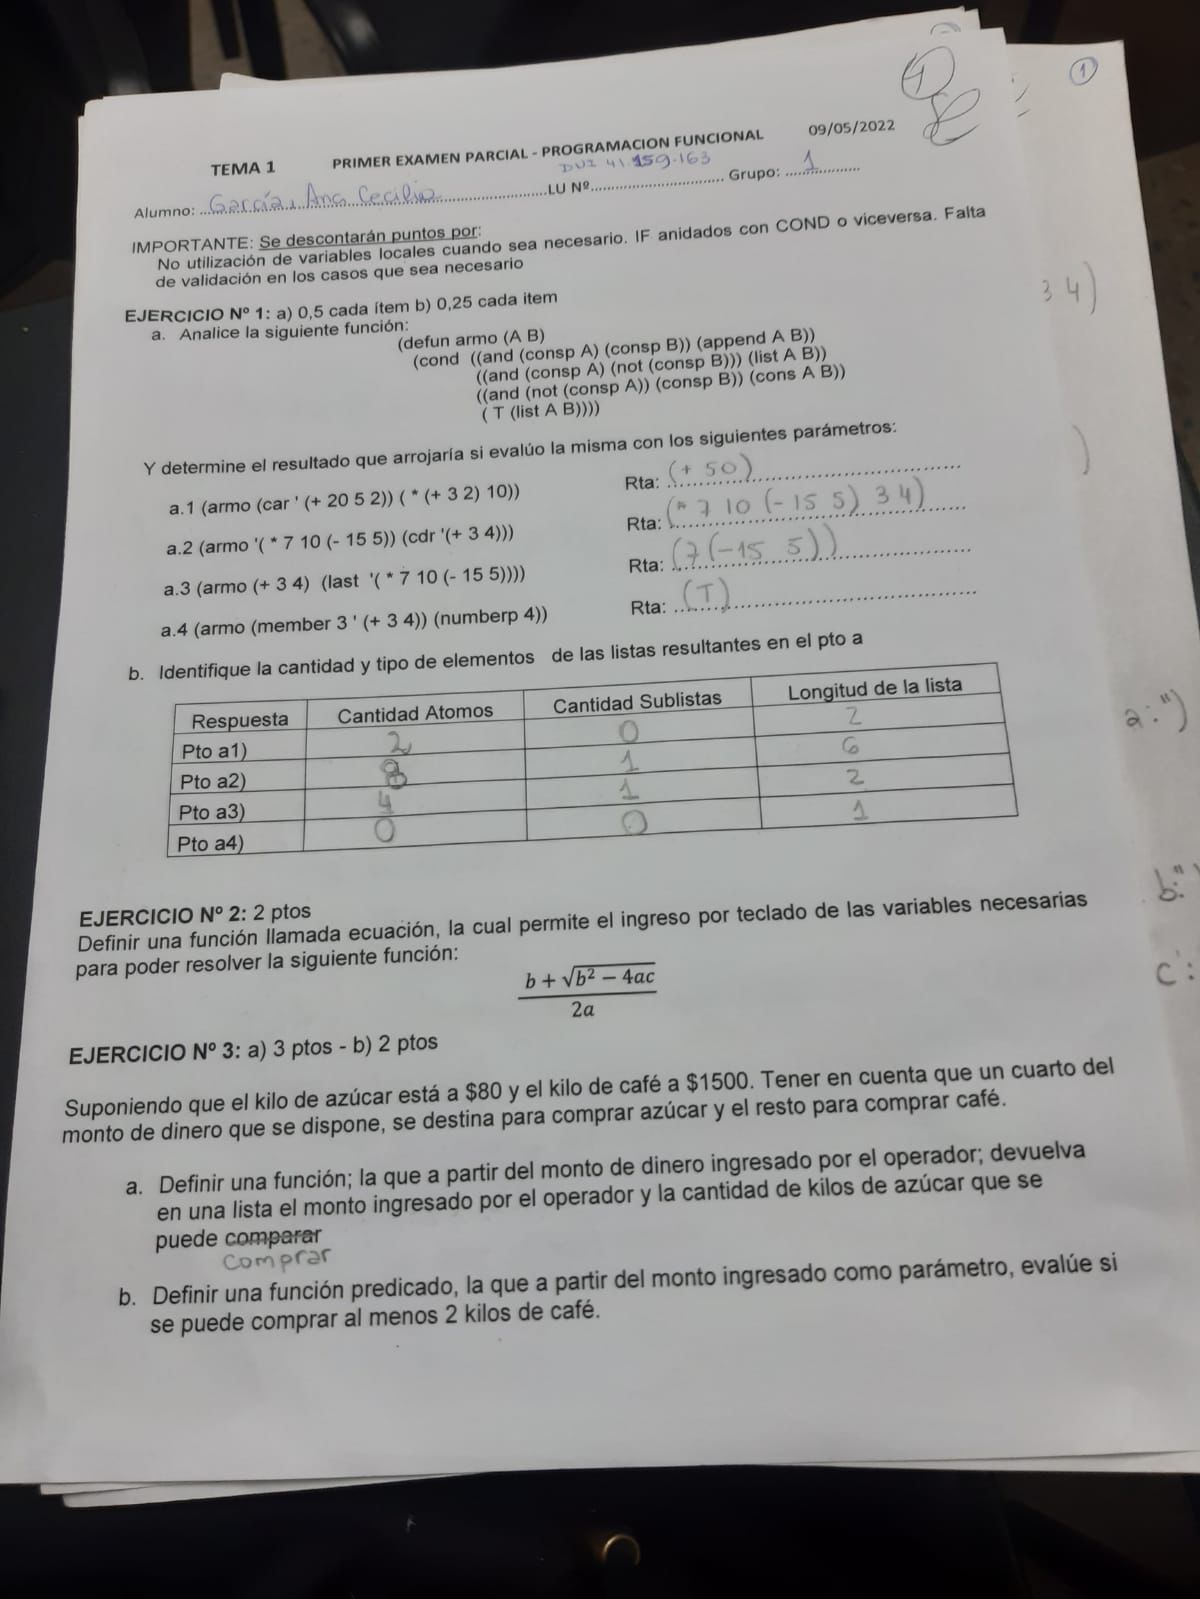 1
TEMA 1 PRIMER EXAMEN PARCIAL - PROGRAMACION FUNCIONAL 09/05/2022
DUI 41.159.163
Alumno: ...García, Ana Cecilia...LU Nº... Grupo: ...1...
IMPORTANTE: Se descontarán puntos por:
No utilización de variables locales cuando sea necesario. IF anidados con COND o viceversa. Falta
de validación en los casos que sea necesario
3 4)
EJERCICIO Nº 1: a) 0,5 cada ítem b) 0,25 cada item
a. Analice la siguiente función:
(defun armo (A B)
(cond ((and (consp A) (consp B)) (append A B))
((and (consp A) (not (consp B))) (list A B))
((and (not (consp A)) (consp B)) (cons A B))
( T (list A B))))
Y determine el resultado que arrojaría si evalúo la misma con los siguientes parámetros:
)
a.1 (armo (car ' (+ 20 5 2)) ( * (+ 3 2) 10)) Rta: (+ 50)
a.2 (armo '( * 7 10 (- 15 5)) (cdr '(+ 3 4))) Rta: (* 7 10 (- 15 5) 3 4)
a.3 (armo (+ 3 4) (last '( * 7 10 (- 15 5)))) Rta: (7 (-15 5))
a.4 (armo (member 3 ' (+ 3 4)) (numberp 4)) Rta: (T)
b. Identifique la cantidad y tipo de elementos de las listas resultantes en el pto a
Respuesta Cantidad Atomos Cantidad Sublistas Longitud de la lista
Pto a1) 2 0 2
Pto a2) 8 1 6
Pto a3) 4 1 2
Pto a4) 0 0 1
a:")
b:"
c:
EJERCICIO Nº 2: 2 ptos
Definir una función llamada ecuación, la cual permite el ingreso por teclado de las variables necesarias
para poder resolver la siguiente función:
b + √b² − 4ac
2a
EJERCICIO Nº 3: a) 3 ptos - b) 2 ptos
Suponiendo que el kilo de azúcar está a $80 y el kilo de café a $1500. Tener en cuenta que un cuarto del
monto de dinero que se dispone, se destina para comprar azúcar y el resto para comprar café.
a. Definir una función; la que a partir del monto de dinero ingresado por el operador; devuelva
en una lista el monto ingresado por el operador y la cantidad de kilos de azúcar que se
puede comparar
comprar
b. Definir una función predicado, la que a partir del monto ingresado como parámetro, evalúe si
se puede comprar al menos 2 kilos de café.